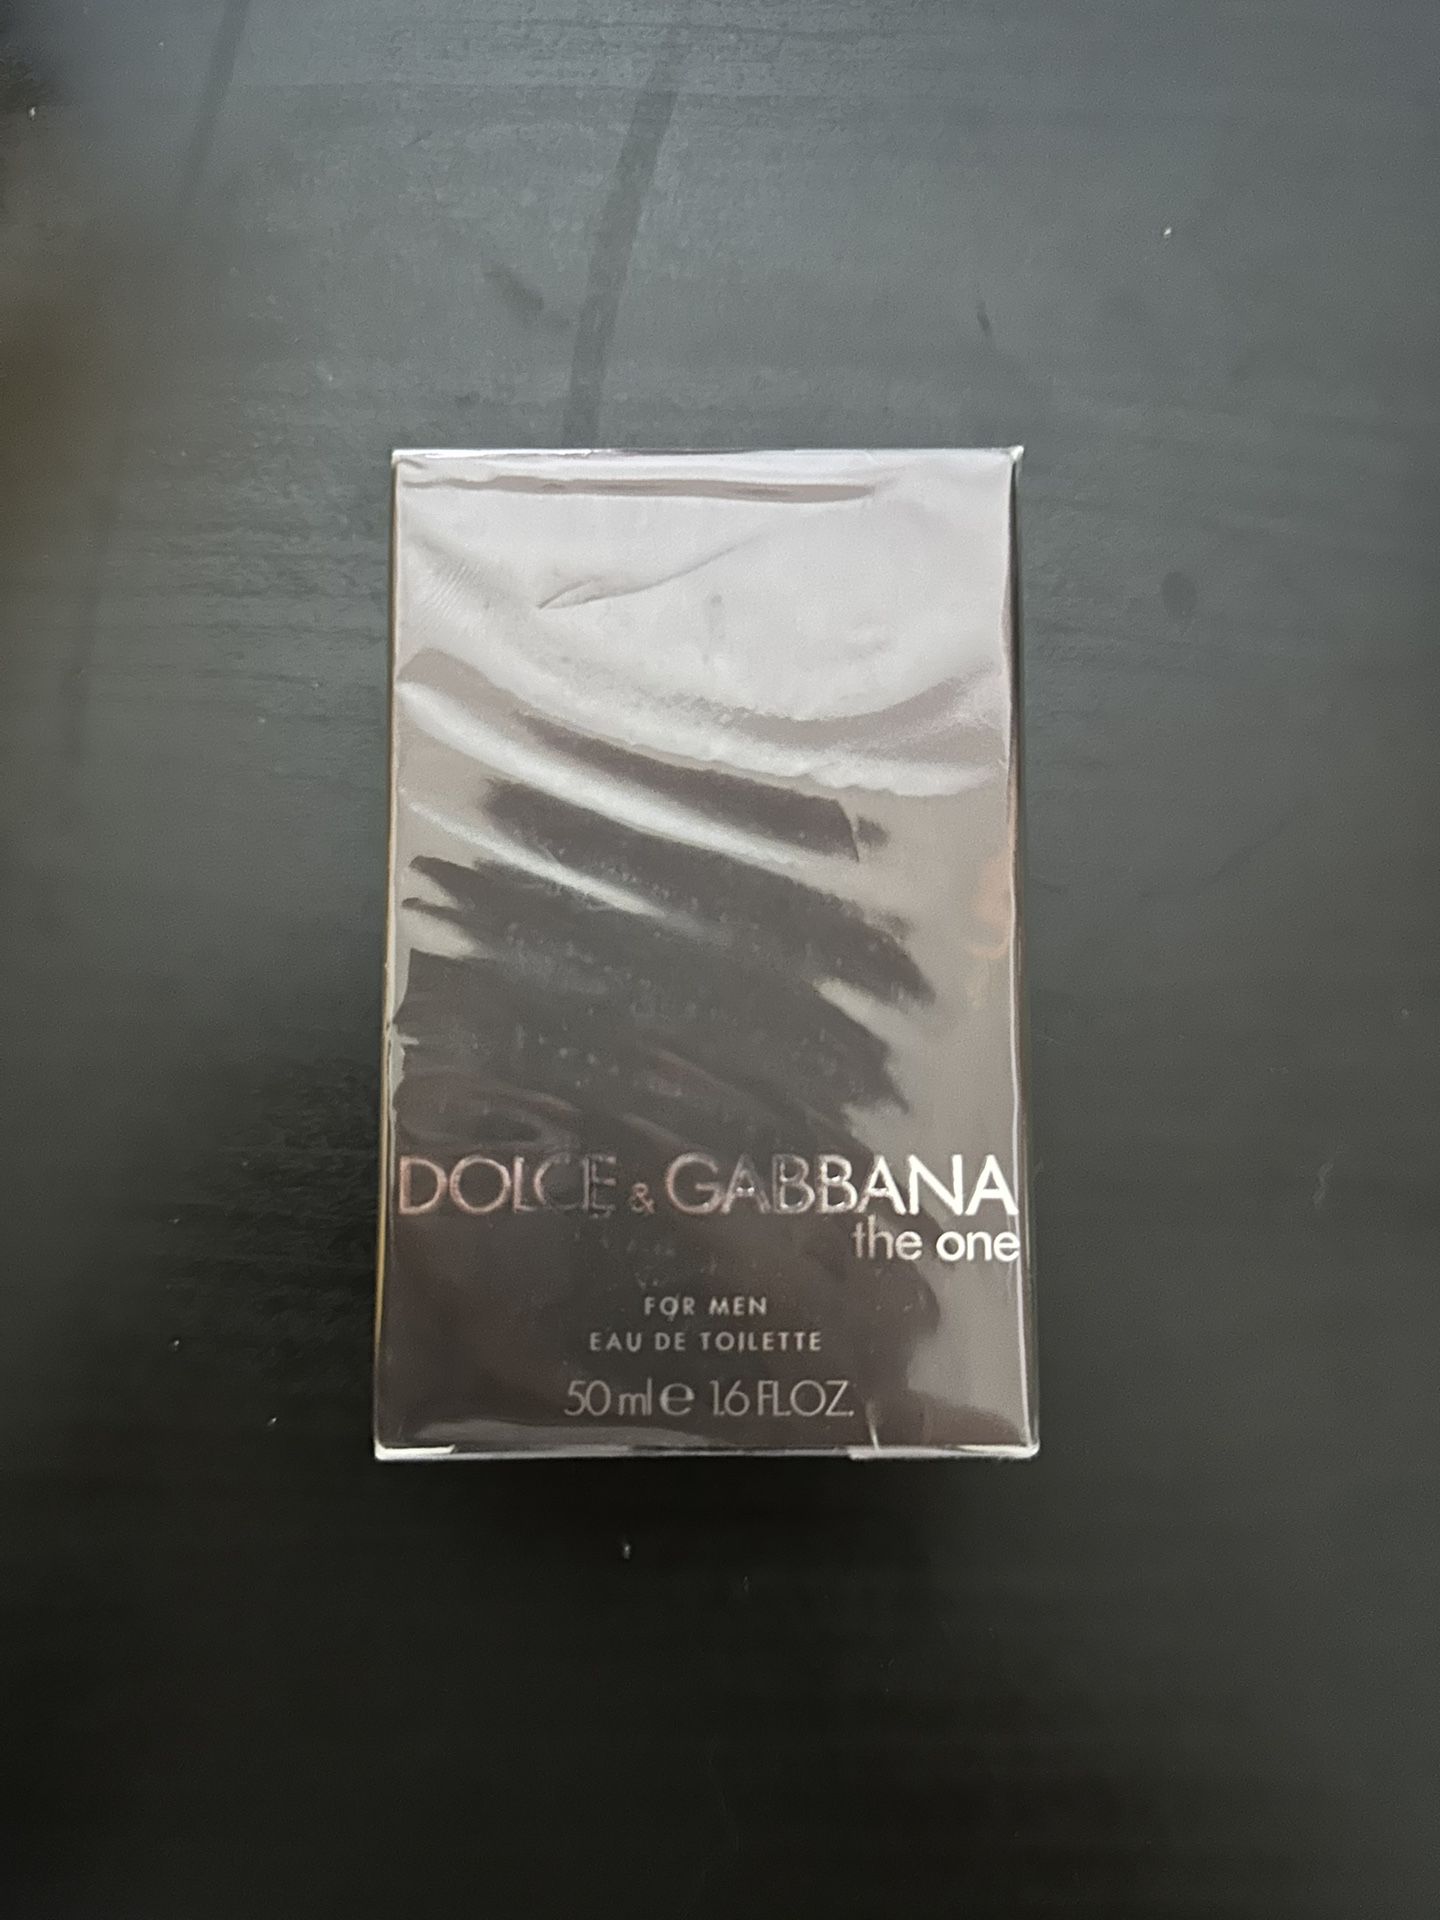 DOLCE & GABBANA
the one
FOR MEN
EAU DE TOILETTE
50 ml e 1.6 FL.OZ.